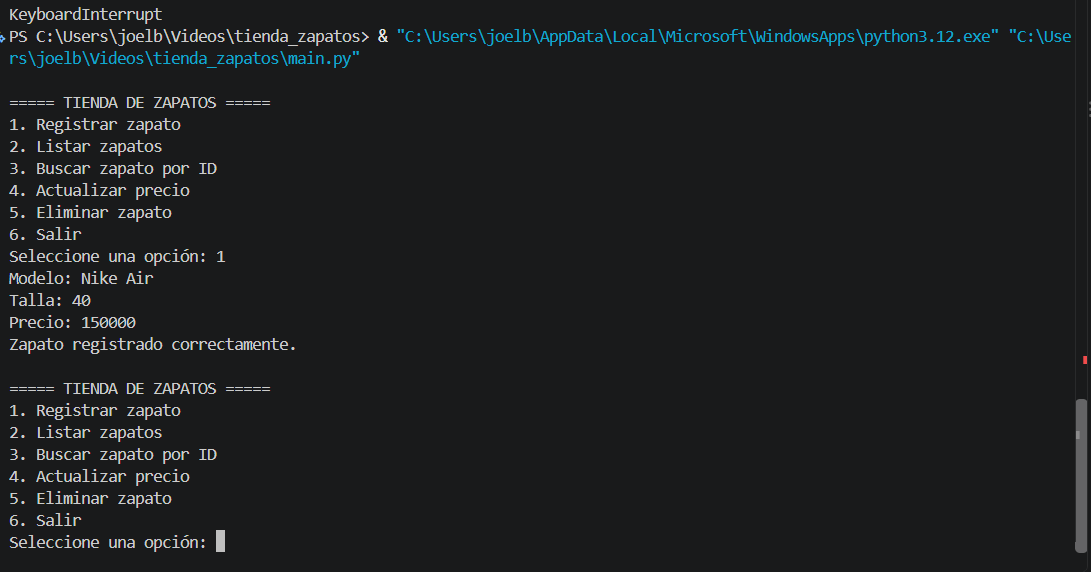 KeyboardInterrupt
PS C:\Users\joelb\Videos\tienda_zapatos> & "C:\Users\joelb\AppData\Local\Microsoft\WindowsApps\python3.12.exe" "C:\Use
rs\joelb\Videos\tienda_zapatos\main.py"

===== TIENDA DE ZAPATOS =====
1. Registrar zapato
2. Listar zapatos
3. Buscar zapato por ID
4. Actualizar precio
5. Eliminar zapato
6. Salir
Seleccione una opción: 1
Modelo: Nike Air
Talla: 40
Precio: 150000
Zapato registrado correctamente.

===== TIENDA DE ZAPATOS =====
1. Registrar zapato
2. Listar zapatos
3. Buscar zapato por ID
4. Actualizar precio
5. Eliminar zapato
6. Salir
Seleccione una opción: